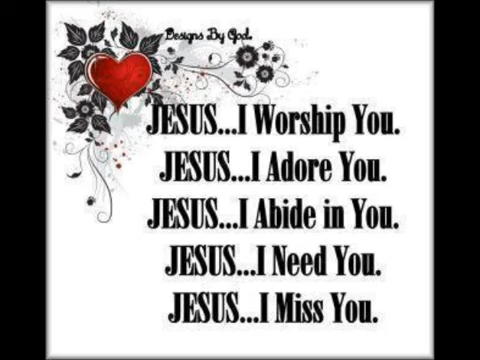 Designs By God.
JESUS...I Worship You.
JESUS...I Adore You.
JESUS...I Abide in You.
JESUS...I Need You.
JESUS...I Miss You.